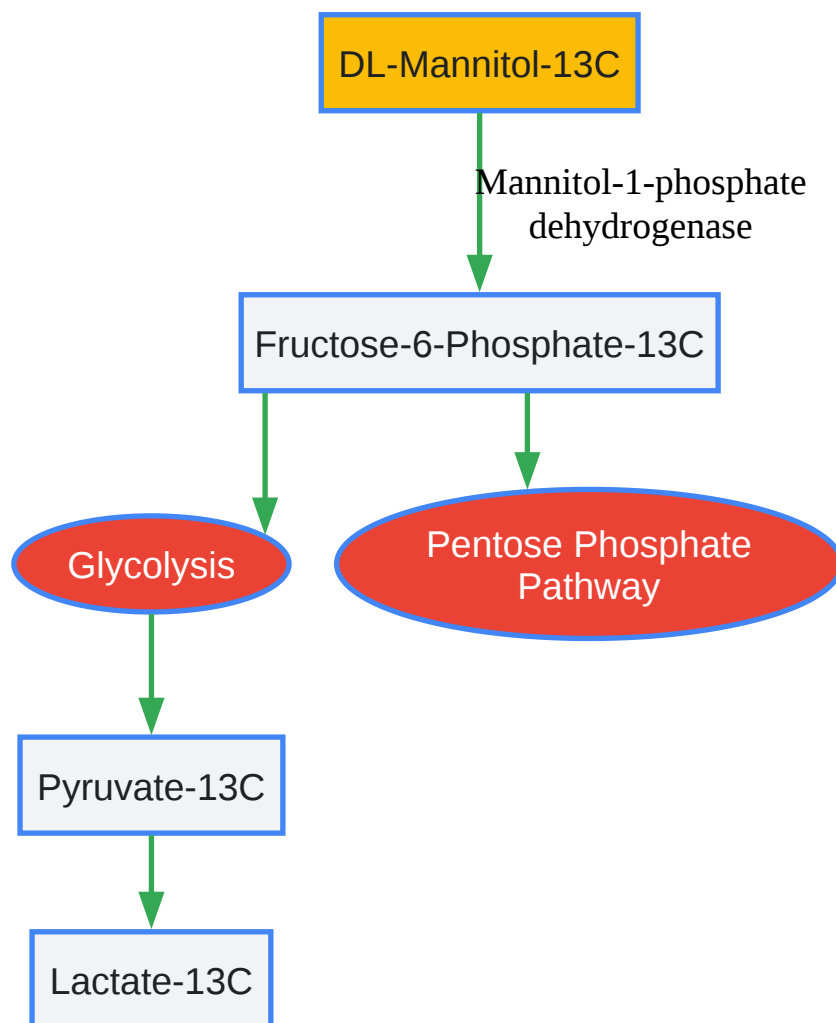 DL-Mannitol-13C
Mannitol-1-phosphate
dehydrogenase
Fructose-6-Phosphate-13C
Glycolysis
Pentose Phosphate
Pathway
Pyruvate-13C
Lactate-13C